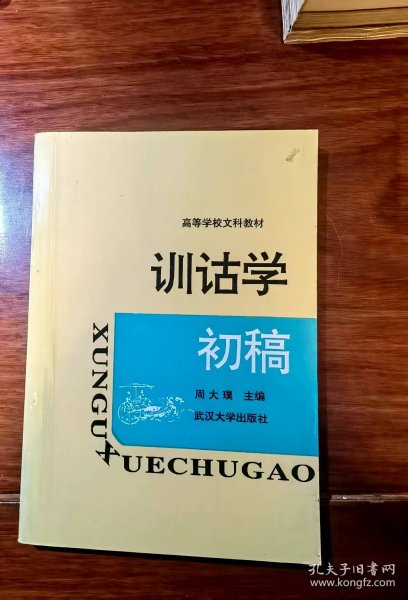 高等学校文科教材
训诂学
初稿
周大璞 主编
武汉大学出版社
XUNGU
XUECHUGAO
孔夫子旧书网
www.kongfz.com